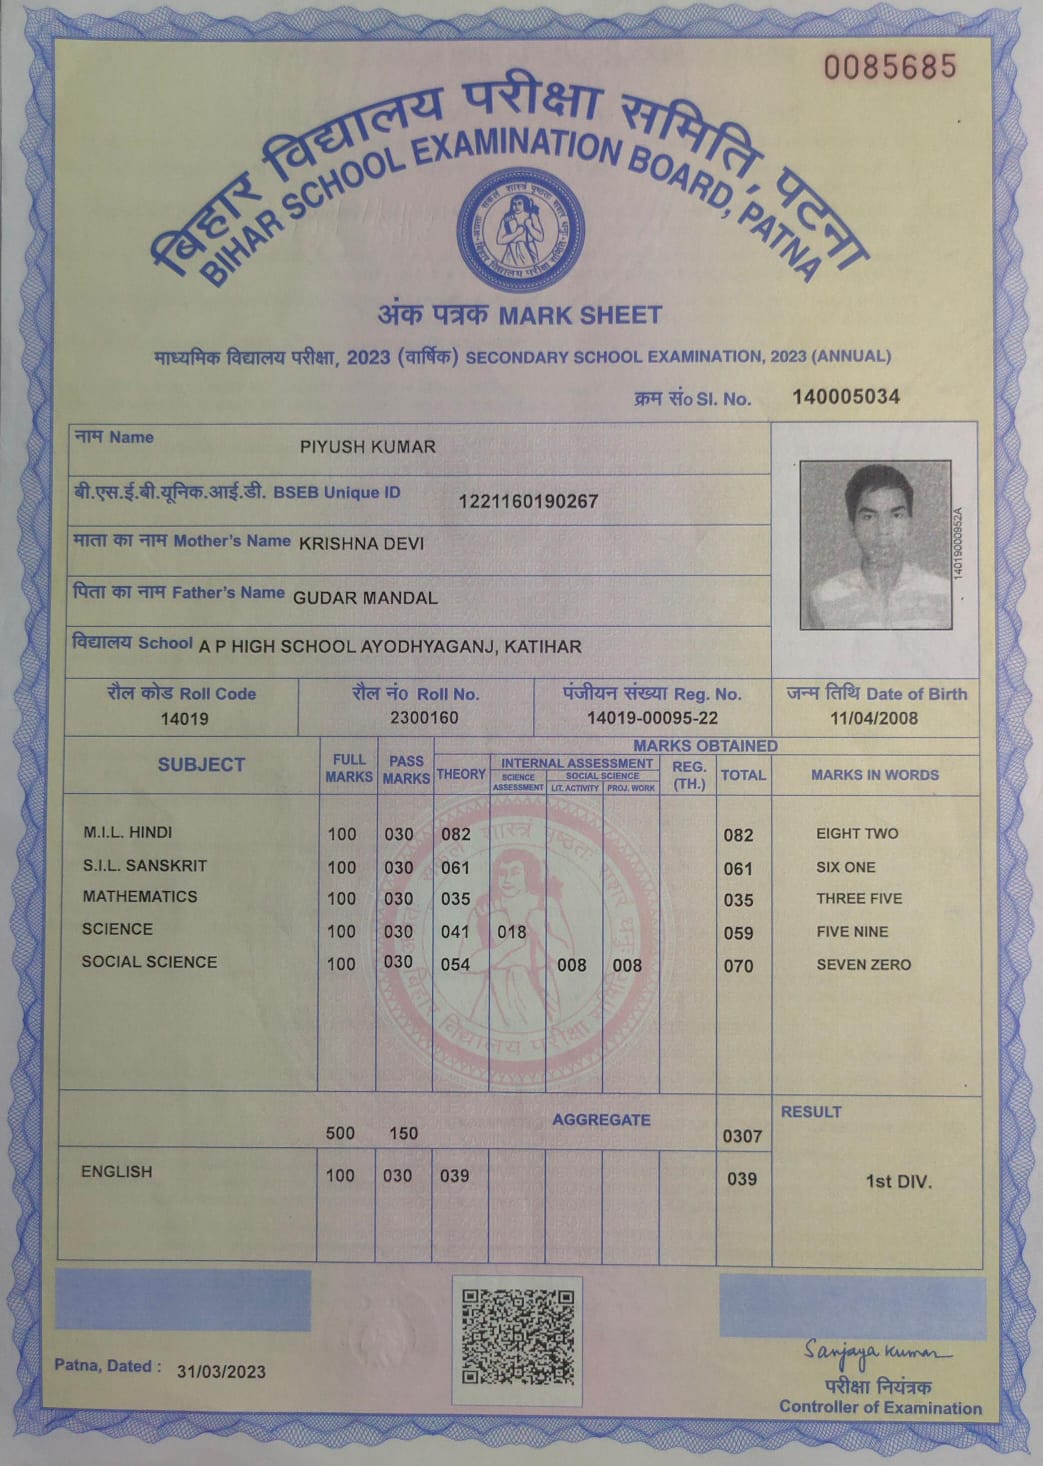 0085685
बिहार विद्यालय परीक्षा समिति, पटना
BIHAR SCHOOL EXAMINATION BOARD, PATNA
अंक पत्रक MARK SHEET
माध्यमिक विद्यालय परीक्षा, 2023 (वार्षिक) SECONDARY SCHOOL EXAMINATION, 2023 (ANNUAL)
क्रम सं० Sl. No. 140005034
नाम Name PIYUSH KUMAR
बी.एस.ई.बी.यूनिक.आई.डी. BSEB Unique ID 1221160190267
माता का नाम Mother's Name KRISHNA DEVI
पिता का नाम Father's Name GUDAR MANDAL
विद्यालय School A P HIGH SCHOOL AYODHYAGANJ, KATIHAR
14019000952A
रौल कोड Roll Code रौल नं० Roll No. पंजीयन संख्या Reg. No. जन्म तिथि Date of Birth
14019 2300160 14019-00095-22 11/04/2008
MARKS OBTAINED
SUBJECT FULL MARKS PASS MARKS THEORY INTERNAL ASSESSMENT REG. (TH.) TOTAL MARKS IN WORDS
SCIENCE ASSESSMENT SOCIAL SCIENCE
LIT. ACTIVITY PROJ. WORK
M.I.L. HINDI 100 030 082 082 EIGHT TWO
S.I.L. SANSKRIT 100 030 061 061 SIX ONE
MATHEMATICS 100 030 035 035 THREE FIVE
SCIENCE 100 030 041 018 059 FIVE NINE
SOCIAL SCIENCE 100 030 054 008 008 070 SEVEN ZERO
बिहार विद्यालय परीक्षा समिति
AGGREGATE RESULT
500 150 0307
ENGLISH 100 030 039 039 1st DIV.
Patna, Dated : 31/03/2023
Sanjaya Kumar
परीक्षा नियंत्रक
Controller of Examination